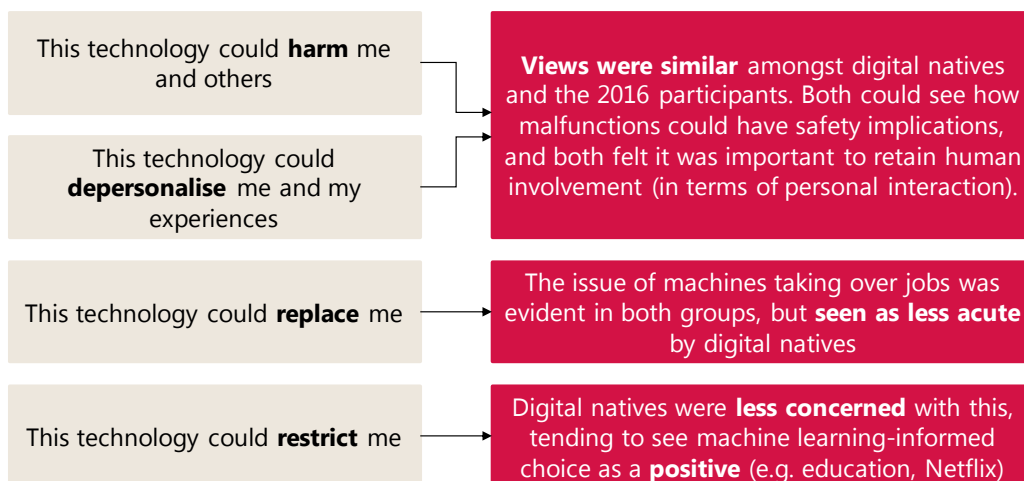 This technology could harm me
and others
This technology could
depersonalise me and my
experiences
Views were similar amongst digital natives
and the 2016 participants. Both could see how
malfunctions could have safety implications,
and both felt it was important to retain human
involvement (in terms of personal interaction).
This technology could replace me
The issue of machines taking over jobs was
evident in both groups, but seen as less acute
by digital natives
This technology could restrict me
Digital natives were less concerned with this,
tending to see machine learning-informed
choice as a positive (e.g. education, Netflix)